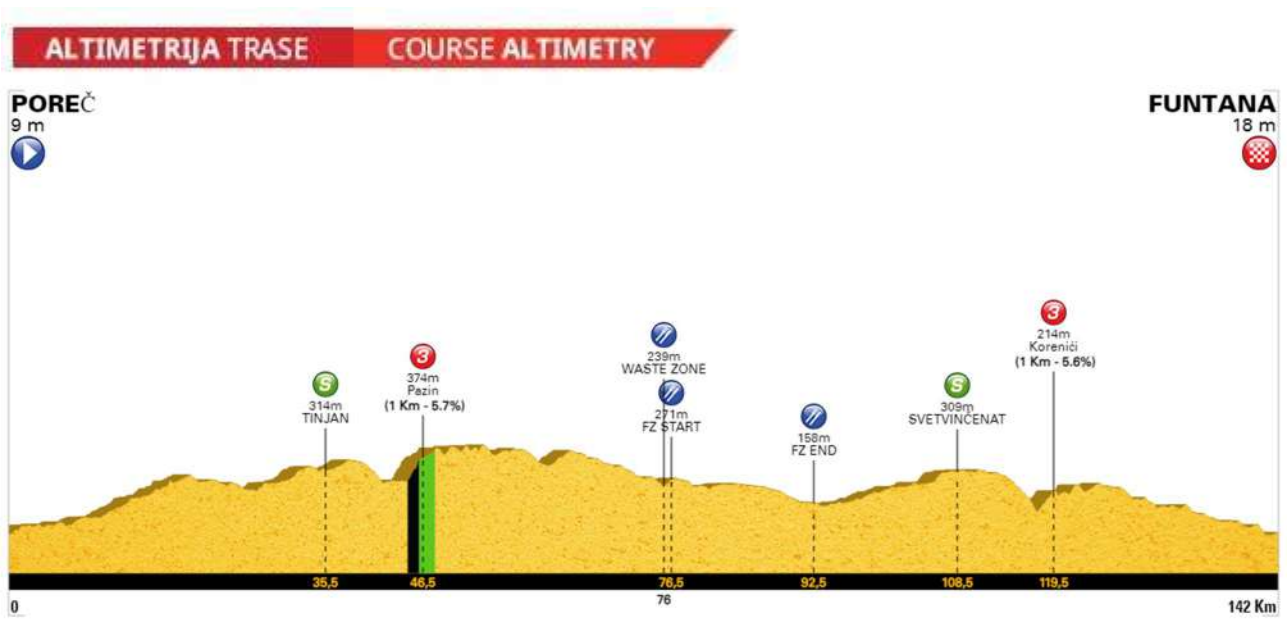 ALTIMETRIJA TRASE COURSE ALTIMETRY
POREČ
9 m
FUNTANA
18 m
S
314m
TINJAN
3
374m
Pazin
(1 Km - 5.7%)
239m
WASTE ZONE
271m
FZ START
158m
FZ END
S
309m
SVETVINČENAT
3
214m
Korenići
(1 Km - 5.6%)
35,5 46,5 76,5 92,5 108,5 119,5
76
0 142 Km